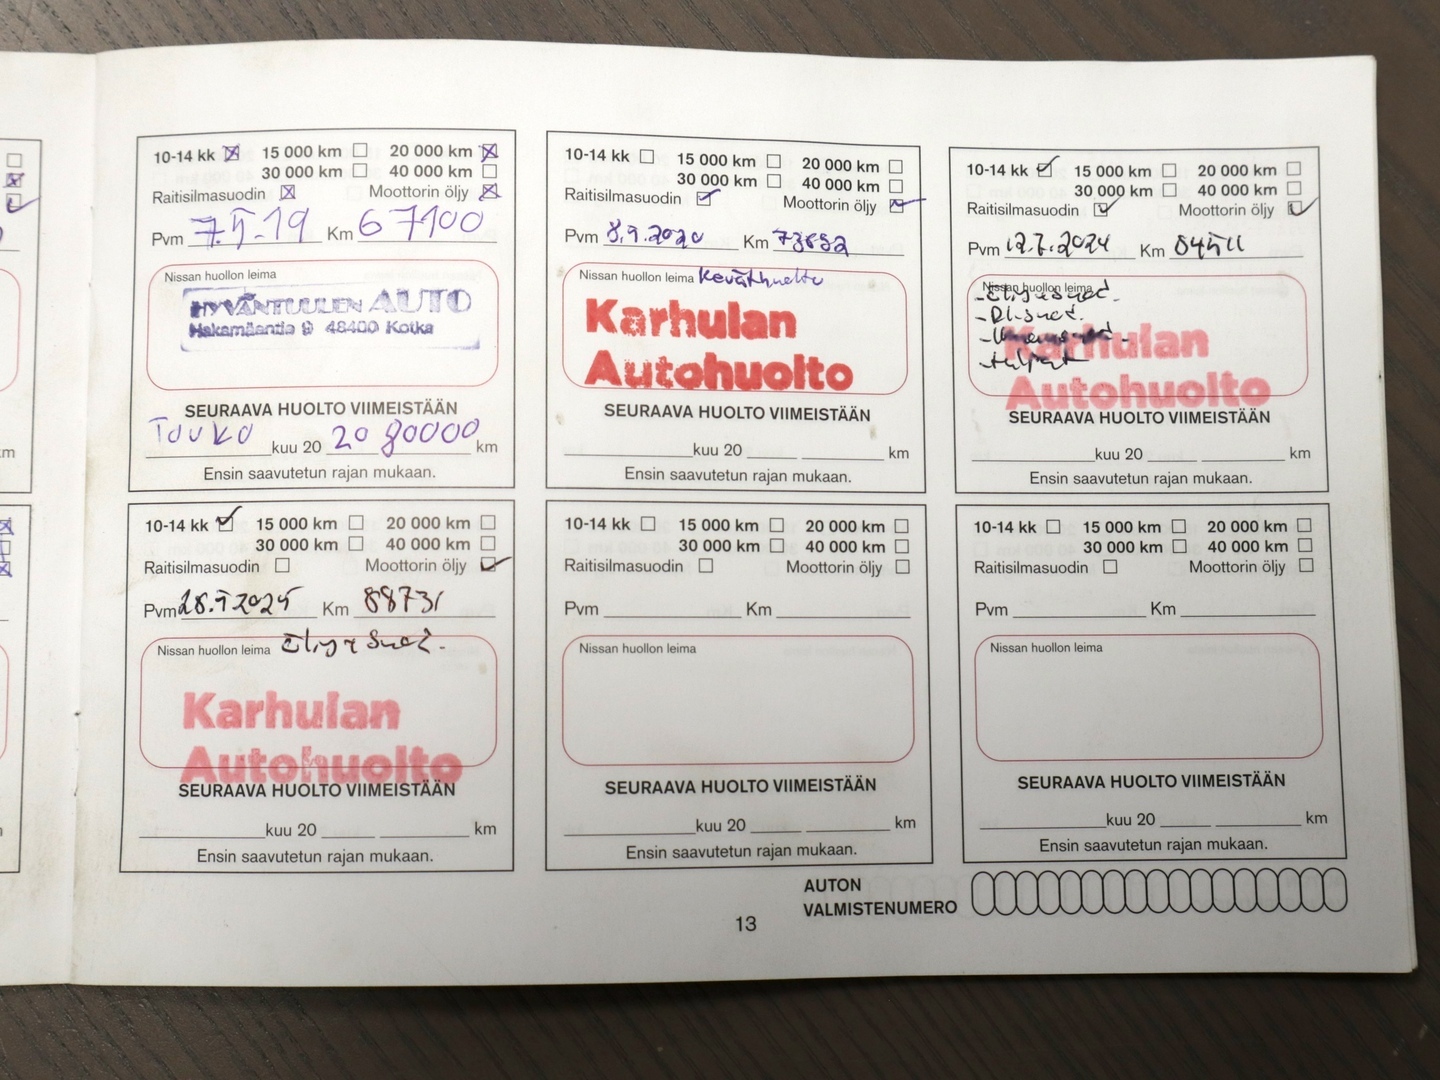 10-14 kk 15 000 km 20 000 km
30 000 km 40 000 km
Raitisilmasuodin Moottorin öljy
Pvm 7.5.19 Km 67100
Nissan huollon leima
HYVÄNTUULEN AUTO
Hakamäentie 9 48400 Kotka
SEURAAVA HUOLTO VIIMEISTÄÄN
Touko kuu 20 20 80000 km
Ensin saavutetun rajan mukaan.
10-14 kk 15 000 km 20 000 km
30 000 km 40 000 km
Raitisilmasuodin Moottorin öljy
Pvm 8.9.2020 Km
Nissan huollon leima Keväthuolto
Karhulan
Autohuolto
SEURAAVA HUOLTO VIIMEISTÄÄN
kuu 20 km
Ensin saavutetun rajan mukaan.
10-14 kk 15 000 km 20 000 km
30 000 km 40 000 km
Raitisilmasuodin Moottorin öljy
Pvm 12.7.2024 Km 84511
Nissan huollon leima
- tulpat
Karhulan
Autohuolto
SEURAAVA HUOLTO VIIMEISTÄÄN
kuu 20 km
Ensin saavutetun rajan mukaan.
10-14 kk 15 000 km 20 000 km
30 000 km 40 000 km
Raitisilmasuodin Moottorin öljy
Pvm 28.5.2025 Km 88731
Nissan huollon leima Öljy+Suod.
Karhulan
Autohuolto
SEURAAVA HUOLTO VIIMEISTÄÄN
kuu 20 km
Ensin saavutetun rajan mukaan.
10-14 kk 15 000 km 20 000 km
30 000 km 40 000 km
Raitisilmasuodin Moottorin öljy
Pvm Km
Nissan huollon leima
SEURAAVA HUOLTO VIIMEISTÄÄN
kuu 20 km
Ensin saavutetun rajan mukaan.
10-14 kk 15 000 km 20 000 km
30 000 km 40 000 km
Raitisilmasuodin Moottorin öljy
Pvm Km
Nissan huollon leima
SEURAAVA HUOLTO VIIMEISTÄÄN
kuu 20 km
Ensin saavutetun rajan mukaan.
AUTON
VALMISTENUMERO
13